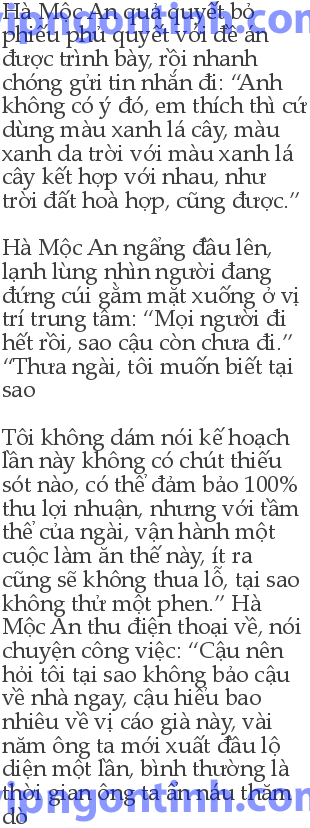 Hà Mộc An quả quyết bỏ
phiếu phủ quyết với đề án
được trình bày, rồi nhanh
chóng gửi tin nhắn đi: “Anh
không có ý đó, em thích thì cứ
dùng màu xanh lá cây, màu
xanh da trời với màu xanh lá
cây kết hợp với nhau, như
trời đất hoà hợp, cũng được.”
Hà Mộc An ngẩng đầu lên,
lạnh lùng nhìn người đang
đứng cúi gằm mặt xuống ở vị
trí trung tâm: “Mọi người đi
hết rồi, sao cậu còn chưa đi.”
“Thưa ngài, tôi muốn biết tại
sao
Tôi không dám nói kế hoạch
lần này không có chút thiếu
sót nào, có thể đảm bảo 100%
thu lợi nhuận, nhưng với tầm
thể của ngài, vận hành một
cuộc làm ăn thế này, ít ra
cũng sẽ không thua lỗ, tại sao
không thử một phen.” Hà
Mộc An thu điện thoại về, nói
chuyện công việc: “Cậu nên
hỏi tôi tại sao không bảo cậu
về nhà ngay, cậu hiểu bao
nhiêu về vị cáo già này, vài
năm ông ta mới xuất đầu lộ
diện một lần, bình thường là
thời gian ông ta ẩn náu thăm
dò
jpngontinh.com
jpngontinh.com